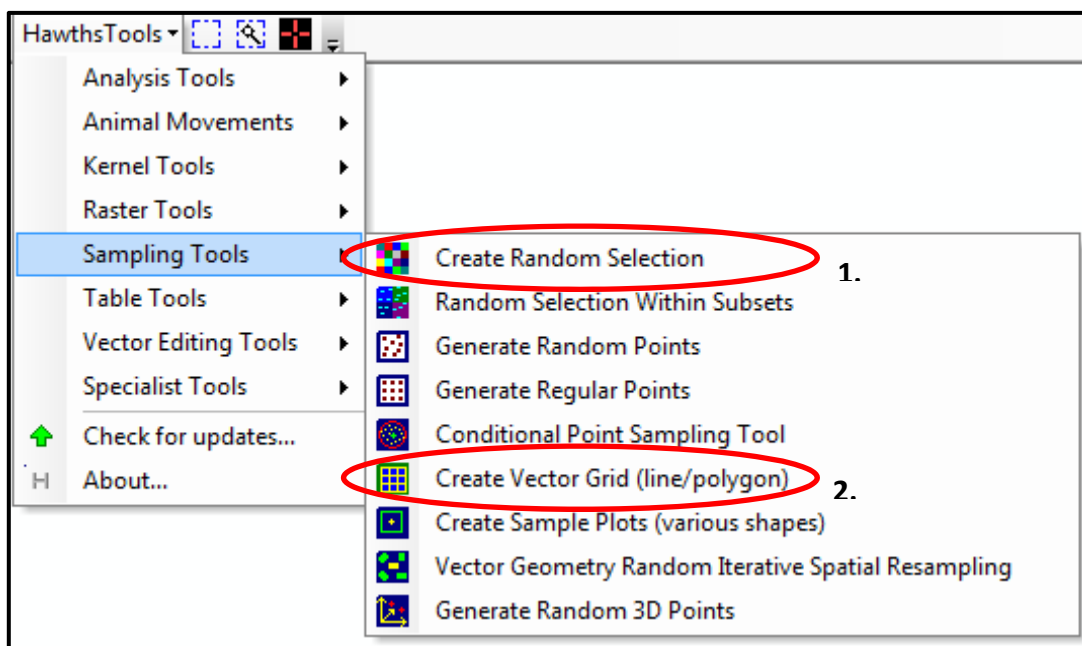 HawthsTools
Analysis Tools
Animal Movements
Kernel Tools
Raster Tools
Sampling Tools
Table Tools
Vector Editing Tools
Specialist Tools
Check for updates...
H About...
Create Random Selection 1.
Random Selection Within Subsets
Generate Random Points
Generate Regular Points
Conditional Point Sampling Tool
Create Vector Grid (line/polygon) 2.
Create Sample Plots (various shapes)
Vector Geometry Random Iterative Spatial Resampling
Generate Random 3D Points